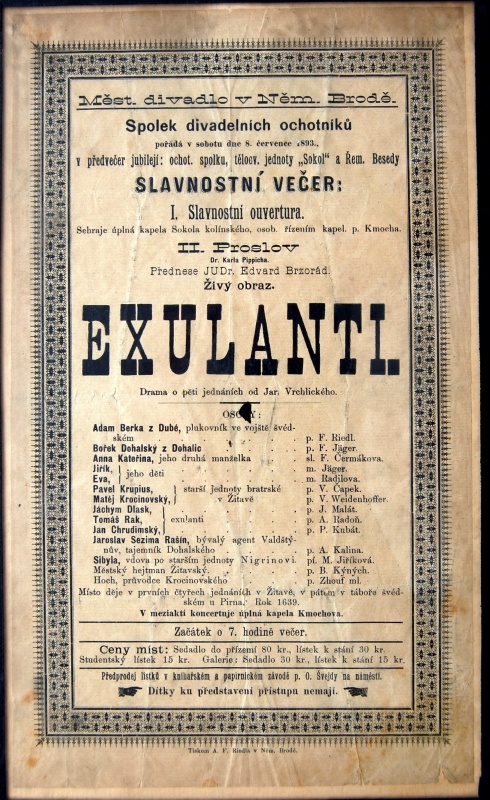 Měst. divadlo v Něm. Brodě.
Spolek divadelních ochotníků
pořádá v sobotu dne 8. července 1893.,
v předvečer jubilejí: ochot. spolku, tělocv. jednoty „Sokol“ a Řem. Besedy
SLAVNOSTNÍ VEČER:
I. Slavnostní ouvertura.
Sehraje úplná kapela Sokola kolínského, osob. řízením kapel. p. Kmocha.
II. Proslov
Dr. Karla Pippicha.
Přednese JUDr. Edvard Brzorád.
Živý obraz.
EXULANTI.
Drama o pěti jednáních od Jar. Vrchlického.
OSOBY:
Adam Berka z Dubé, plukovník ve vojště švéd-
ském . . . . p. F. Riedl.
Bořek Dohalský z Dohalic . . . p. F. Jäger.
Anna Kateřina, jeho druhá manželka . sl. F. Čermákova.
Jiřík, } jeho děti . . . . m. Jäger.
Eva, m. Radjlova.
Pavel Krupius, } starší jednoty bratrské p. V. Čapek.
Matěj Krocinovský, v Žitavě p. V. Weidenhoffer.
Jáchym Dlask, p. J. Malát.
Tomáš Rak, } exulanti . . . p. A. Radoň.
Jan Chrudimský, p. P. Kubát.
Jaroslav Sezima Rašín, bývalý agent Valdštý-
nův, tajemník Dohalského . . p. A. Kalina.
Sibyla, vdova po starším jednoty Nigrinovi pí. M. Jiříková.
Městský hejtman Žitavský. . . p. B. Kýných.
Hoch, průvodce Krocinovského . . p. Zhouf ml.
Místo děje v prvních čtyřech jednáních v Žitavě, v pátém v táboře švéd-
ském u Pirna. Rok 1639.
V meziaktí koncertuje úplná kapela Kmochova.
Začátek o 7. hodině večer.
Ceny míst: Sedadlo do přízení 80 kr., lístek k stání 30 kr.
Studentský lístek 15 kr. Galerie: Sedadlo 30 kr., lístek k stání 15 kr.
Předprodej lístků v knihařském a papírnickém závodě p. O. Švejdy na náměstí.
Dítky ku představení přístupu nemají.
Tiskem A. F. Riedla v Něm. Brodě.